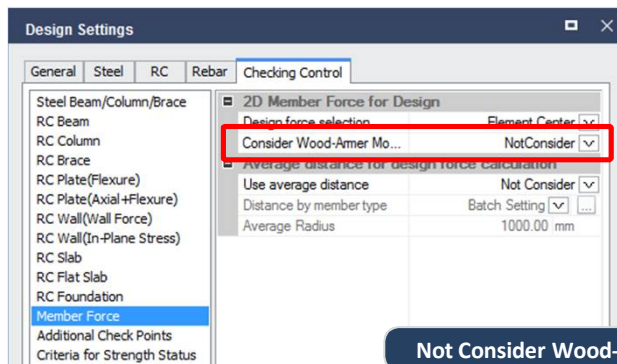 Design Settings
General Steel RC Rebar Checking Control
Steel Beam/Column/Brace
RC Beam
RC Column
RC Brace
RC Plate(Flexure)
RC Plate(Axial+Flexure)
RC Wall(Wall Force)
RC Wall(In-Plane Stress)
RC Slab
RC Flat Slab
RC Foundation
Member Force
Additional Check Points
Criteria for Strength Status
2D Member Force for Design
Design force selection Element Center
Consider Wood-Armer Mo... NotConsider
Average distance for design force calculation
Use average distance Not Consider
Distance by member type Batch Setting ...
Average Radius 1000.00 mm
Not Consider Wood-